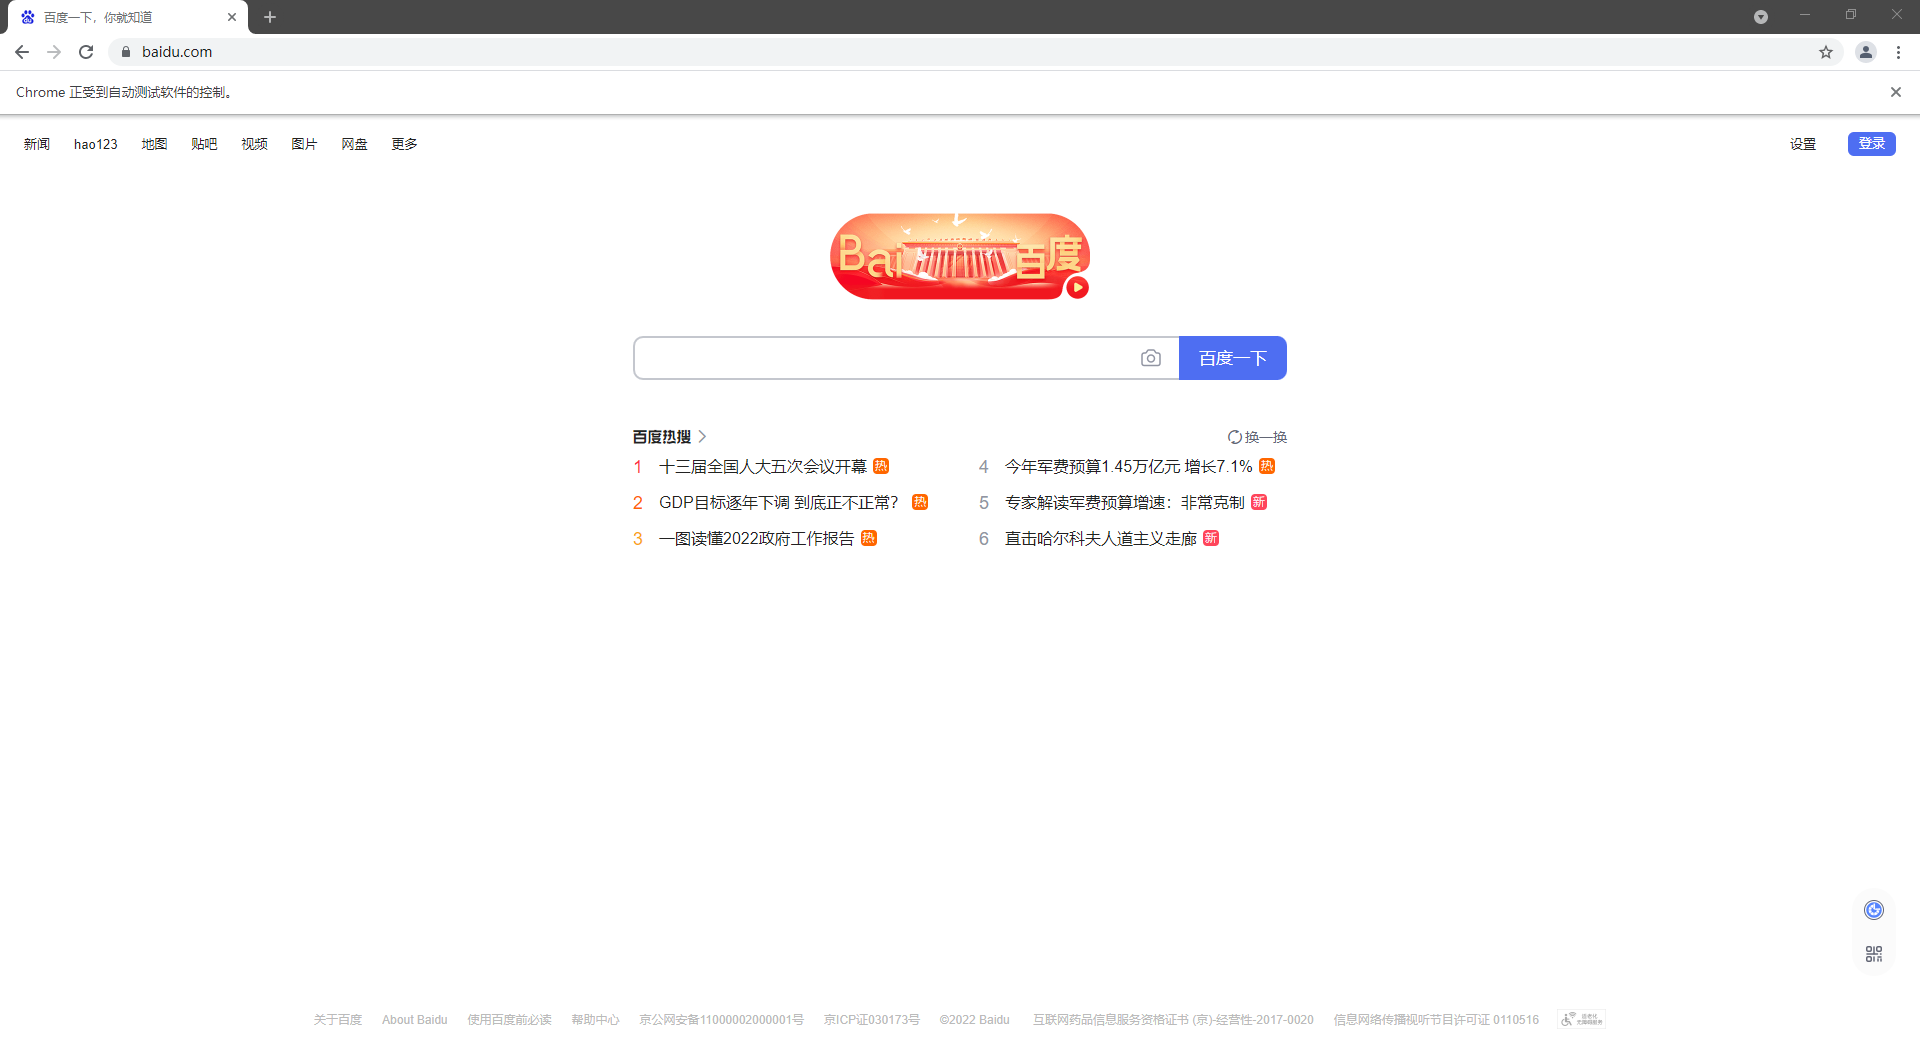 百度一下，你就知道
baidu.com
Chrome 正受到自动测试软件的控制。
新闻 hao123 地图 贴吧 视频 图片 网盘 更多 设置 登录
Bai 百度
百度一下
百度热搜 换一换
1 十三届全国人大五次会议开幕 热
4 今年军费预算1.45万亿元 增长7.1% 热
2 GDP目标逐年下调 到底正不正常？ 热
5 专家解读军费预算增速：非常克制 新
3 一图读懂2022政府工作报告 热
6 直击哈尔科夫人道主义走廊 新
关于百度 About Baidu 使用百度前必读 帮助中心 京公网安备11000002000001号 京ICP证030173号 ©2022 Baidu 互联网药品信息服务资格证书 (京)-经营性-2017-0020 信息网络传播视听节目许可证 0110516